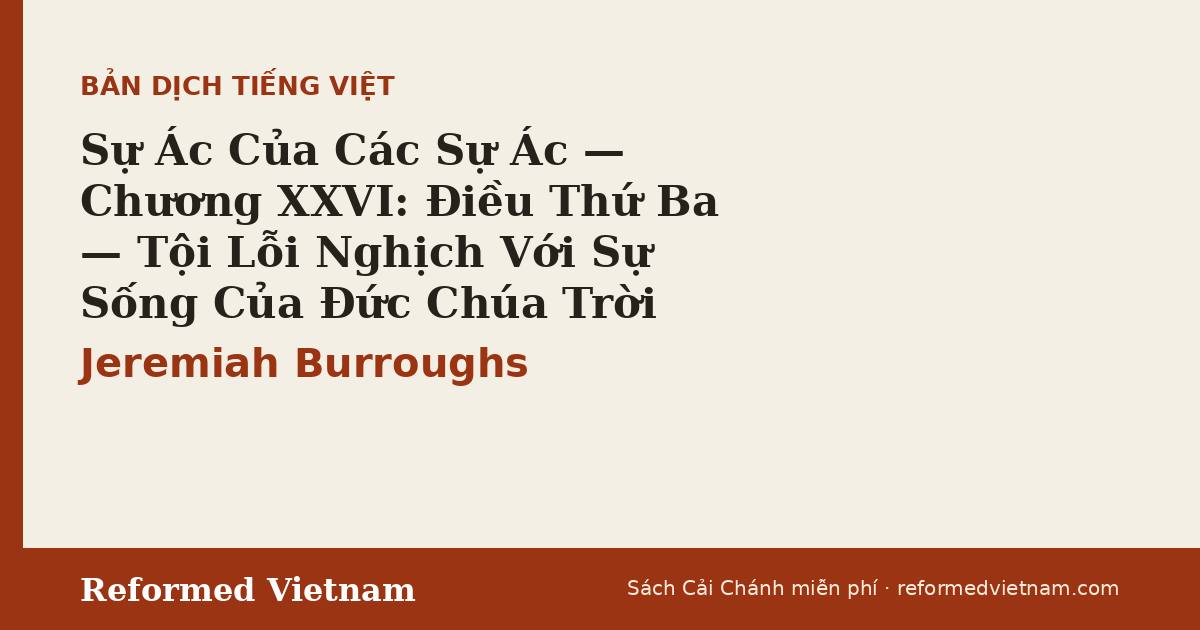 BẢN DỊCH TIẾNG VIỆT
Sự Ác Của Các Sự Ác —
Chương XXVI: Điều Thứ Ba
— Tội Lỗi Nghịch Với Sự
Sống Của Đức Chúa Trời
Jeremiah Burroughs
Reformed Vietnam
Sách Cải Chánh miễn phí · reformedvietnam.com